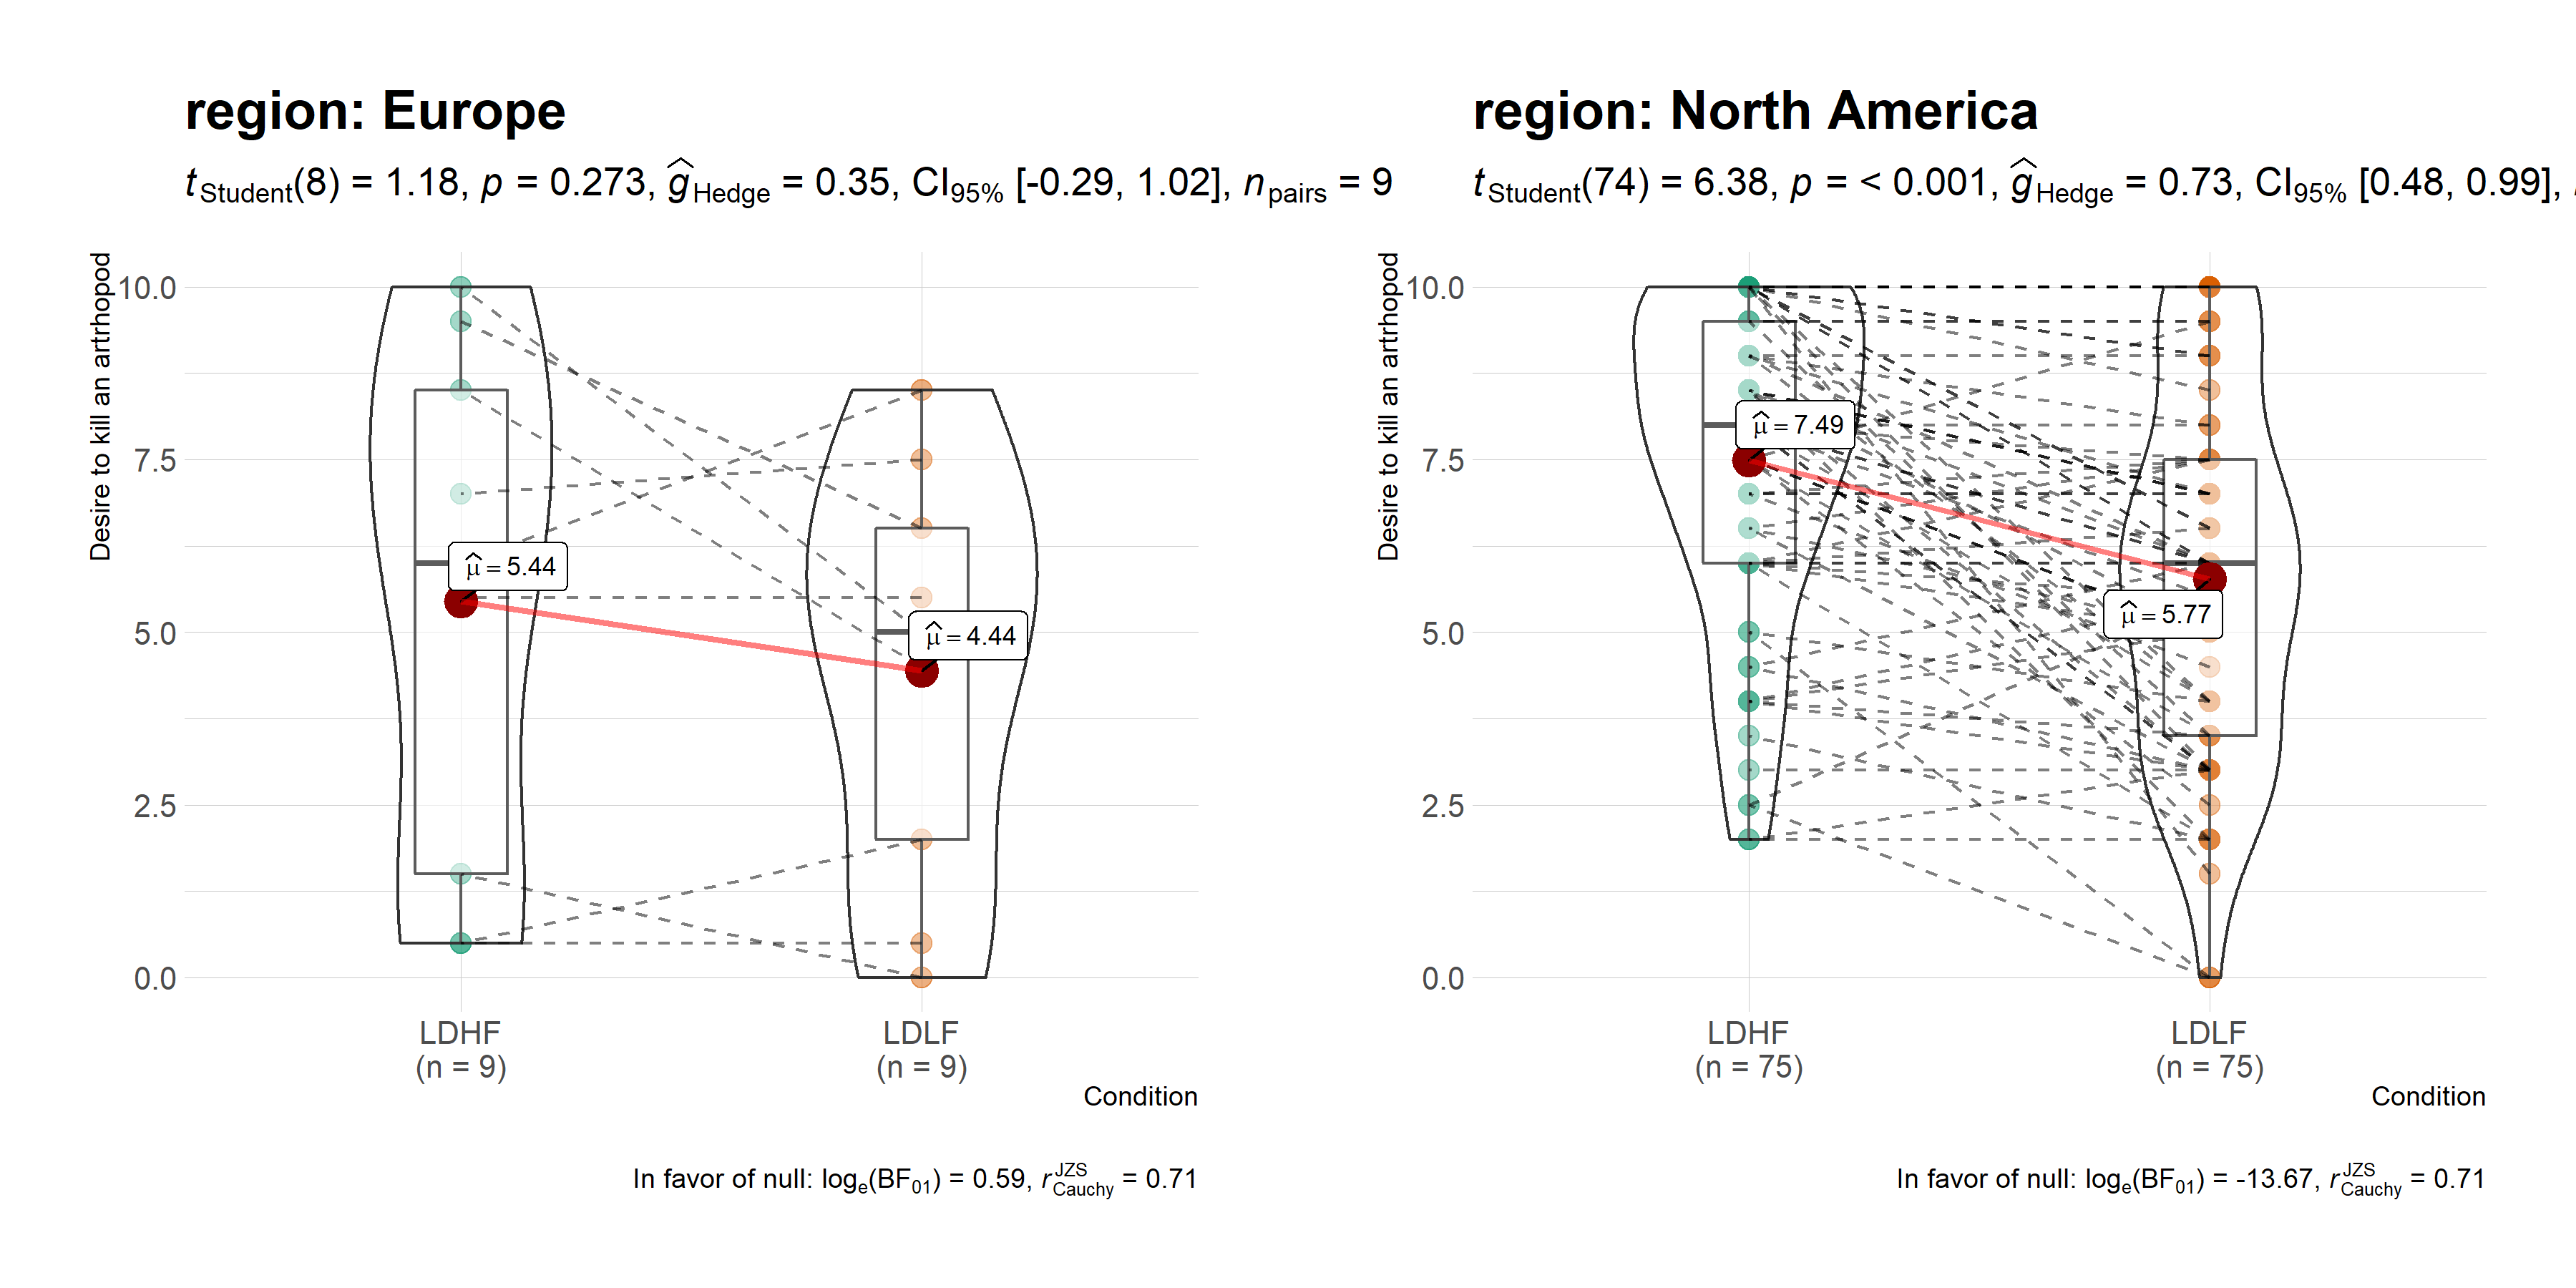 region: Europe
tStudent(8) = 1.18, p = 0.273, ĝHedge = 0.35, CI95% [-0.29, 1.02], npairs = 9
Desire to kill an artrhopod
10.0
7.5
5.0
2.5
0.0
μ̂ = 5.44
μ̂ = 4.44
LDHF
(n = 9)
LDLF
(n = 9)
Condition
In favor of null: loge(BF01) = 0.59, rJZSCauchy = 0.71
region: North America
tStudent(74) = 6.38, p = < 0.001, ĝHedge = 0.73, CI95% [0.48, 0.99],
Desire to kill an artrhopod
10.0
7.5
5.0
2.5
0.0
μ̂ = 7.49
μ̂ = 5.77
LDHF
(n = 75)
LDLF
(n = 75)
Condition
In favor of null: loge(BF01) = -13.67, rJZSCauchy = 0.71